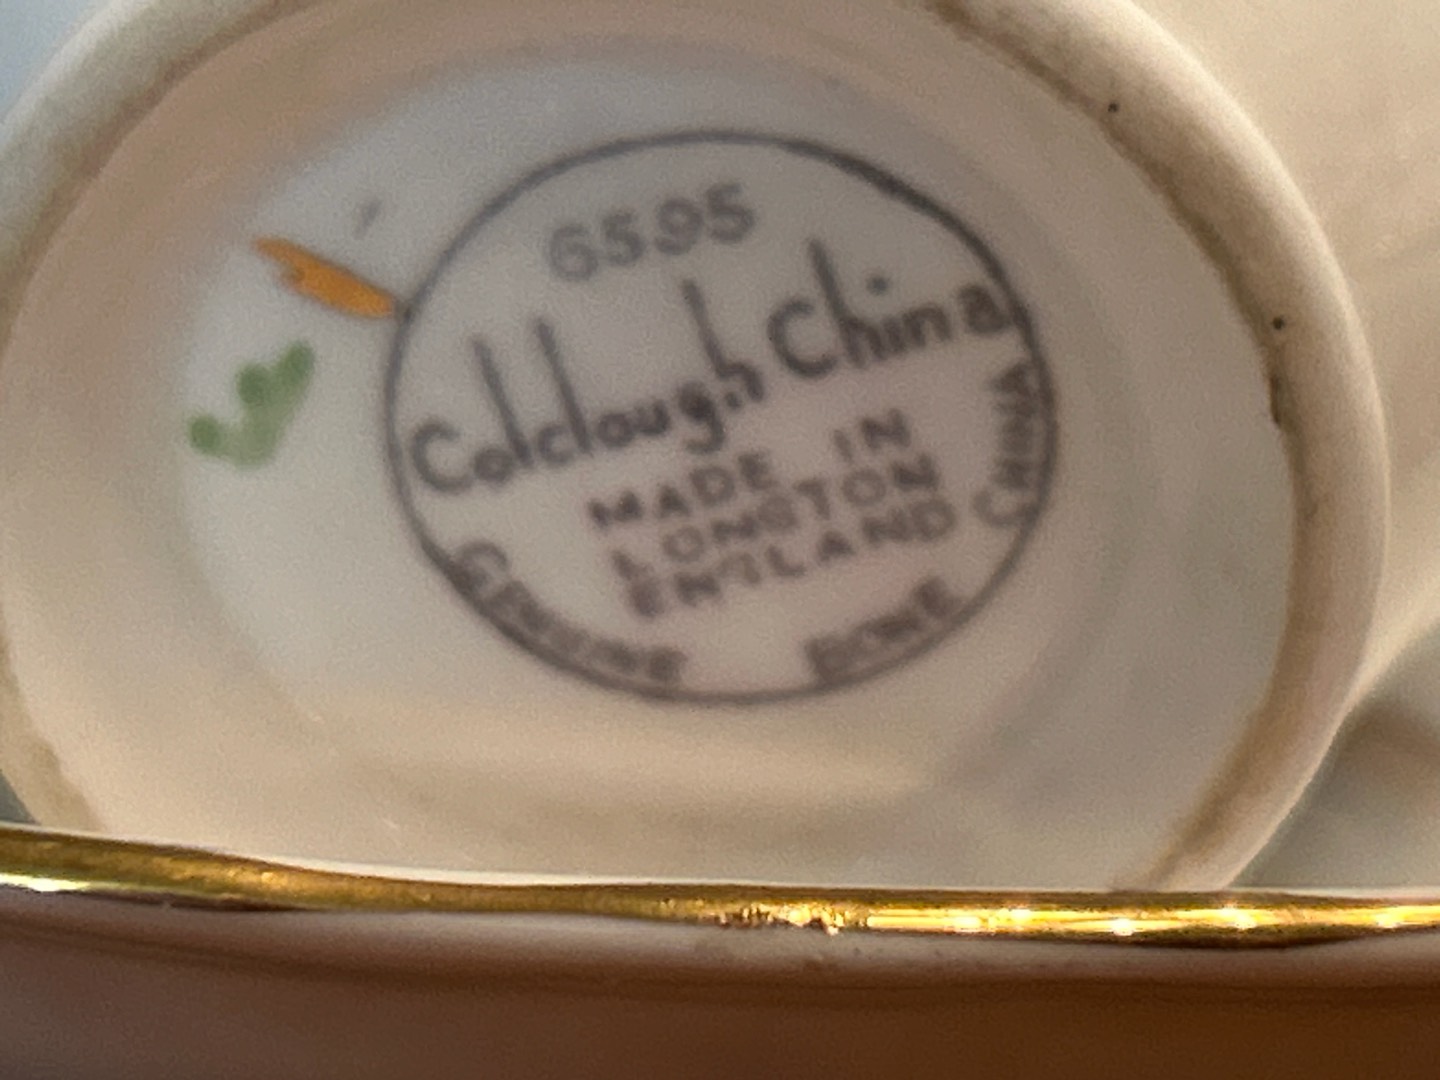 6595
Colclough China
MADE IN
LONGTON
ENGLAND
GENUINE BONE CHINA